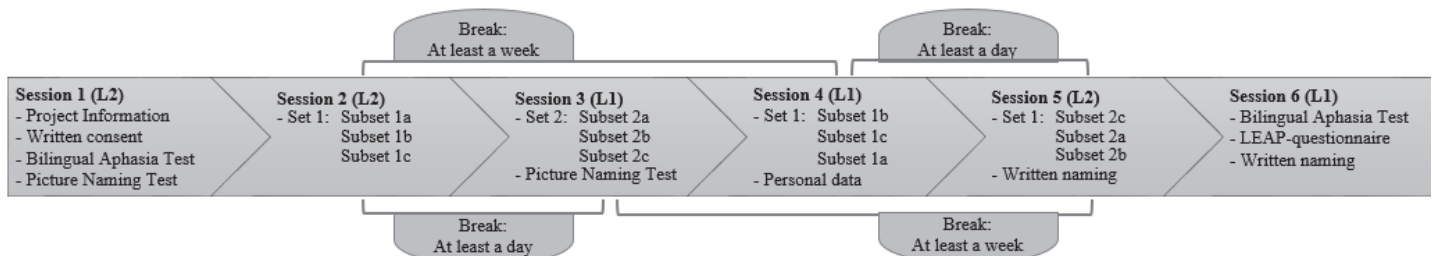 Break:
At least a week
Break:
At least a day
Session 1 (L2)
- Project Information
- Written consent
- Bilingual Aphasia Test
- Picture Naming Test
Session 2 (L2)
- Set 1: Subset 1a
Subset 1b
Subset 1c
Session 3 (L1)
- Set 2: Subset 2a
Subset 2b
Subset 2c
- Picture Naming Test
Session 4 (L1)
- Set 1: Subset 1b
Subset 1c
Subset 1a
- Personal data
Session 5 (L2)
- Set 1: Subset 2c
Subset 2a
Subset 2b
- Written naming
Session 6 (L1)
- Bilingual Aphasia Test
- LEAP-questionnaire
- Written naming
Break:
At least a day
Break:
At least a week